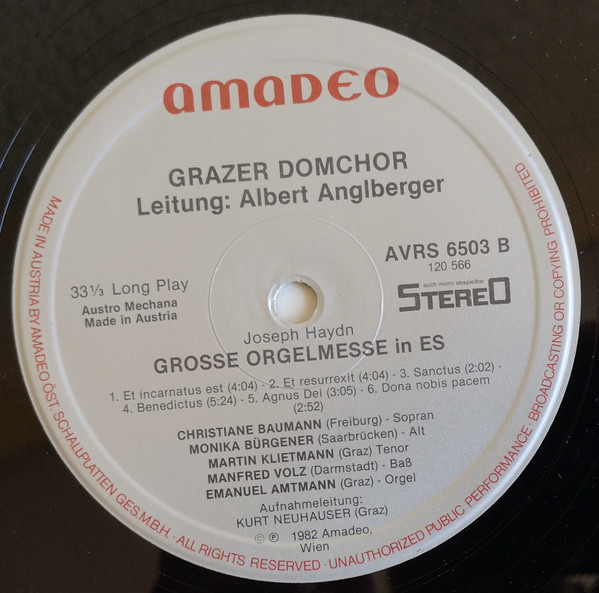 amaDEO
GRAZER DOMCHOR
Leitung: Albert Anglberger
33⅓ Long Play
Austro Mechana
Made in Austria
AVRS 6503 B
120 566
auch mono abspielbar
STEREO
Joseph Haydn
GROSSE ORGELMESSE in ES
1. Et incarnatus est (4:04) - 2. Et resurrexit (4:04) - 3. Sanctus (2:02) -
4. Benedictus (5:24) - 5. Agnus Dei (3:05) - 6. Dona nobis pacem
(2:52)
CHRISTIANE BAUMANN (Freiburg) - Sopran
MONIKA BÜRGENER (Saarbrücken) - Alt
MARTIN KLIETMANN (Graz) Tenor
MANFRED VOLZ (Darmstadt) - Baß
EMANUEL AMTMANN (Graz) - Orgel
Aufnahmeleitung:
KURT NEUHAUSER (Graz)
© ℗ 1982 Amadeo,
Wien
MADE IN AUSTRIA BY AMADEO ÖST. SCHALLPLATTEN GES.M.B.H. · ALL RIGHTS RESERVED · UNAUTHORIZED PUBLIC PERFORMANCE · BROADCASTING OR COPYING PROHIBITED